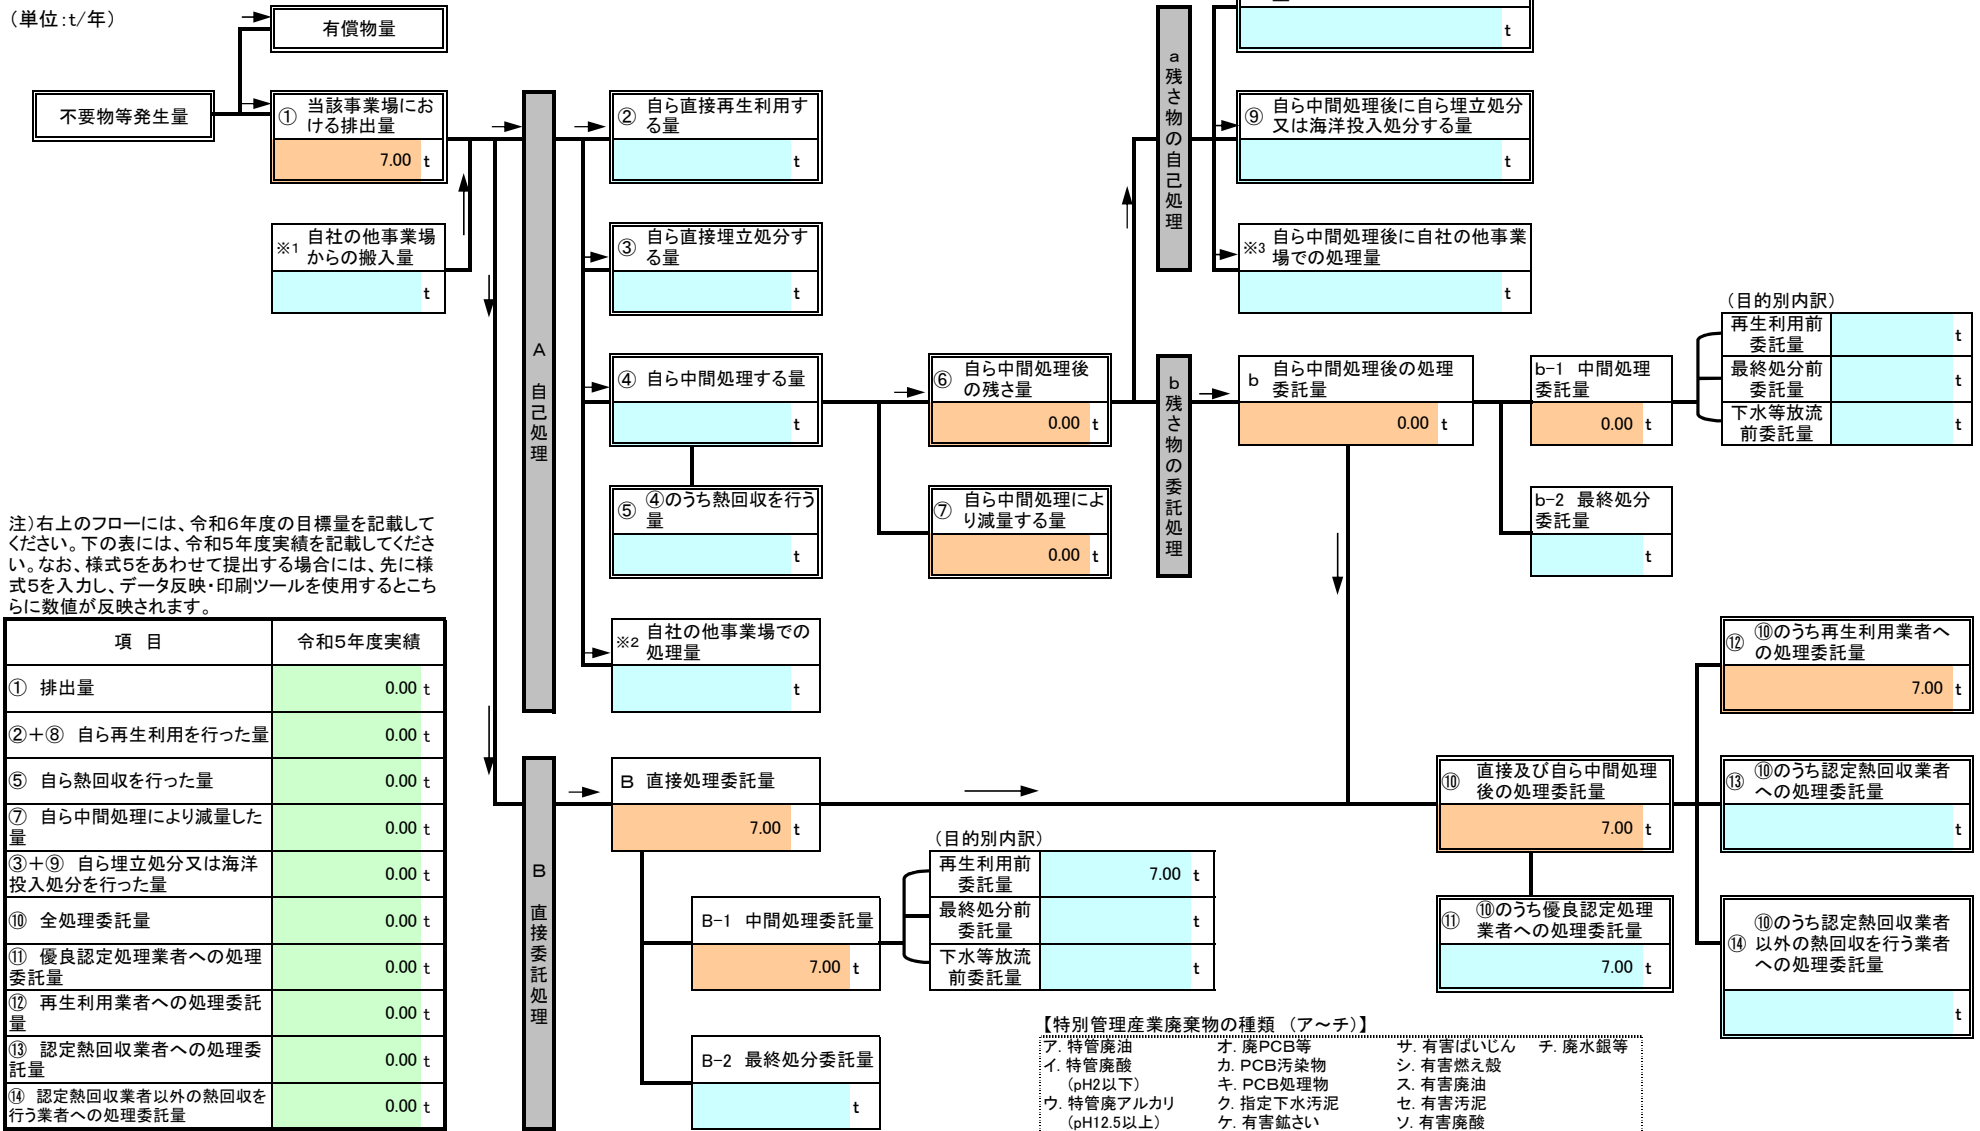 （単位：t/年）
有償物量
不要物等発生量
① 当該事業場にお
ける排出量
7.00 t
※1 自社の他事業場
からの搬入量
t
A 自己処理
② 自ら直接再生利用す
る量
t
③ 自ら直接埋立処分す
る量
t
④ 自ら中間処理する量
t
⑤ ④のうち熱回収を行う
量
t
※2 自社の他事業場での
処理量
t
⑥ 自ら中間処理後
の残さ量
0.00 t
⑦ 自ら中間処理によ
り減量する量
0.00 t
a 残さ物の自己処理
t
⑨ 自ら中間処理後に自ら埋立処分
又は海洋投入処分する量
t
※3 自ら中間処理後に自社の他事業
場での処理量
t
b 残さ物の委託処理
b 自ら中間処理後の処理
委託量
0.00 t
b-1 中間処理
委託量
0.00 t
b-2 最終処分
委託量
t
（目的別内訳）
再生利用前
委託量
t
最終処分前
委託量
t
下水等放流
前委託量
t
注）右上のフローには、令和６年度の目標量を記載して
ください。下の表には、令和５年度実績を記載してくださ
い。なお、様式５をあわせて提出する場合には、先に様
式５を入力し、データ反映・印刷ツールを使用するとこち
らに数値が反映されます。
項 目 令和５年度実績
① 排出量 0.00 t
②＋⑧ 自ら再生利用を行った量 0.00 t
⑤ 自ら熱回収を行った量 0.00 t
⑦ 自ら中間処理により減量した
量 0.00 t
③＋⑨ 自ら埋立処分又は海洋
投入処分を行った量 0.00 t
⑩ 全処理委託量 0.00 t
⑪ 優良認定処理業者への処理
委託量 0.00 t
⑫ 再生利用業者への処理委託
量 0.00 t
⑬ 認定熱回収業者への処理委
託量 0.00 t
⑭ 認定熱回収業者以外の熱回収を
行う業者への処理委託量 0.00 t
B 直接委託処理
B 直接処理委託量
7.00 t
B-1 中間処理委託量
7.00 t
B-2 最終処分委託量
t
（目的別内訳）
再生利用前
委託量
7.00 t
最終処分前
委託量
t
下水等放流
前委託量
t
⑩ 直接及び自ら中間処理
後の処理委託量
7.00 t
⑪ ⑩のうち優良認定処理
業者への処理委託量
7.00 t
⑫ ⑩のうち再生利用業者へ
の処理委託量
7.00 t
⑬ ⑩のうち認定熱回収業者
への処理委託量
t
⑭ ⑩のうち認定熱回収業者
以外の熱回収を行う業者
への処理委託量
t
【特別管理産業廃棄物の種類 （ア～チ）】
ア. 特管廃油 オ. 廃PCB等 サ. 有害ばいじん チ. 廃水銀等
イ. 特管廃酸 カ. PCB汚染物 シ. 有害燃え殻
（pH2以下） キ. PCB処理物 ス. 有害廃油
ウ. 特管廃アルカリ ク. 指定下水汚泥 セ. 有害汚泥
（pH12.5以上） ケ. 有害鉱さい ソ. 有害廃酸